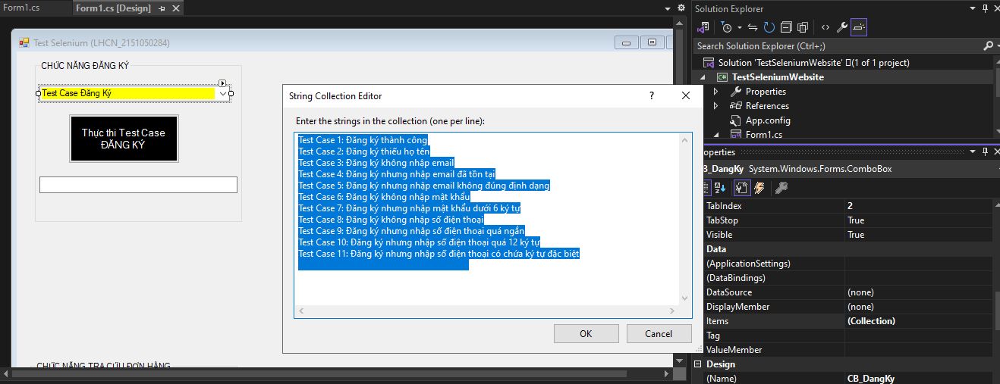 Form1.cs
Form1.cs [Design]
Test Selenium (LHCN_2151050284)
CHỨC NĂNG ĐĂNG KÝ
Test Case Đăng Ký
Thực thi Test Case
ĐĂNG KÝ
CHỨC NĂNG TRA CỨU ĐƠN HÀNG
String Collection Editor
?
Enter the strings in the collection (one per line):
Test Case 1: Đăng ký thành công
Test Case 2: Đăng ký thiếu họ tên
Test Case 3: Đăng ký không nhập email
Test Case 4: Đăng ký nhưng nhập email đã tồn tại
Test Case 5: Đăng ký nhưng nhập email không đúng định dạng
Test Case 6: Đăng ký không nhập mật khẩu
Test Case 7: Đăng ký nhưng nhập mật khẩu dưới 6 ký tự
Test Case 8: Đăng ký không nhập số điện thoại
Test Case 9: Đăng ký nhưng nhập số điện thoại quá ngắn
Test Case 10: Đăng ký nhưng nhập số điện thoại quá 12 ký tự
Test Case 11: Đăng ký nhưng nhập số điện thoại có chứa ký tự đặc biệt
OK
Cancel
Solution Explorer
Search Solution Explorer (Ctrl+;)
Solution 'TestSeleniumWebsite' (1 of 1 project)
C# TestSeleniumWebsite
Properties
References
App.config
Form1.cs
operties
B_DangKy System.Windows.Forms.ComboBox
TabIndex 2
TabStop True
Visible True
Data
(ApplicationSettings)
(DataBindings)
DataSource (none)
DisplayMember (none)
Items (Collection)
Tag
ValueMember
Design
(Name) CB_DangKy